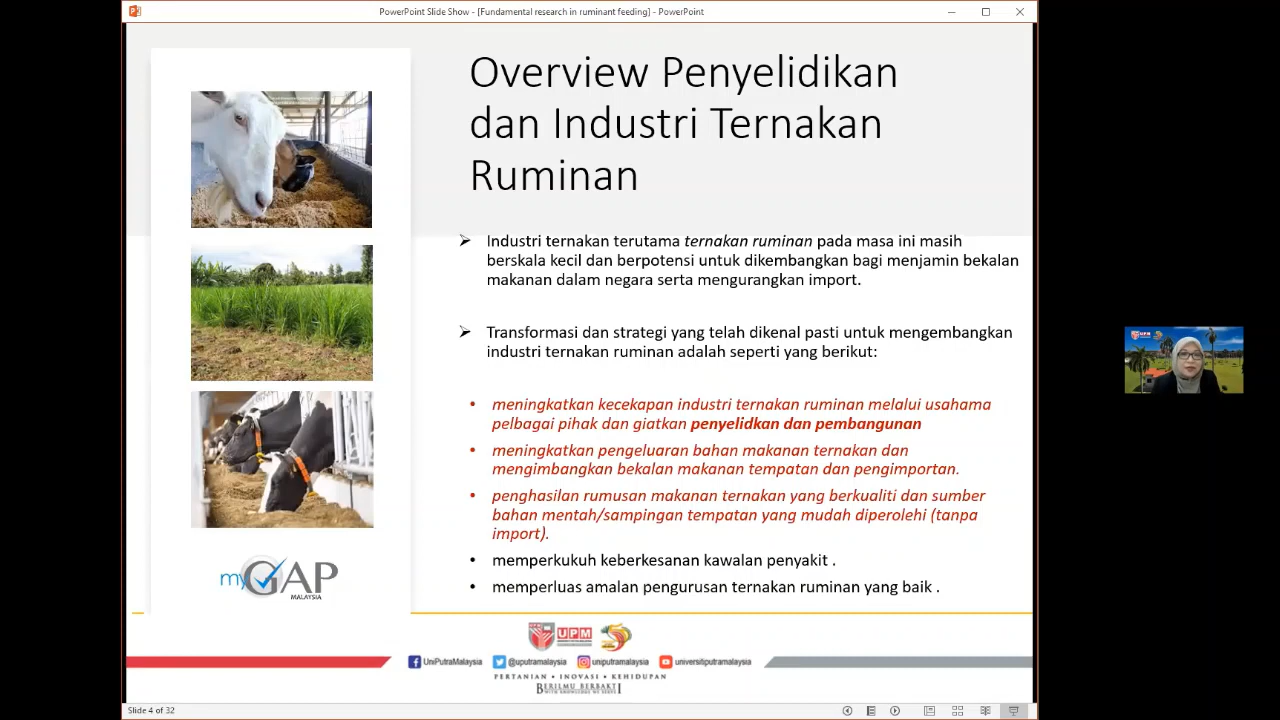 PowerPoint Slide Show - [Fundamental research in ruminant feeding] - PowerPoint
Overview Penyelidikan
dan Industri Ternakan
Ruminan
Industri ternakan terutama ternakan ruminan pada masa ini masih
berskala kecil dan berpotensi untuk dikembangkan bagi menjamin bekalan
makanan dalam negara serta mengurangkan import.
Transformasi dan strategi yang telah dikenal pasti untuk mengembangkan
industri ternakan ruminan adalah seperti yang berikut:
• meningkatkan kecekapan industri ternakan ruminan melalui usahama
pelbagai pihak dan giatkan penyelidkan dan pembangunan
• meningkatkan pengeluaran bahan makanan ternakan dan
mengimbangkan bekalan makanan tempatan dan pengimportan.
• penghasilan rumusan makanan ternakan yang berkualiti dan sumber
bahan mentah/sampingan tempatan yang mudah diperolehi (tanpa
import).
• memperkukuh keberkesanan kawalan penyakit .
• memperluas amalan pengurusan ternakan ruminan yang baik .
myGAP
MALAYSIA
UPM
UniPutraMalaysia @uputramalaysia uniputramalaysia universitiputramalaysia
PERTANIAN • INOVASI • KEHIDUPAN
BERILMU BERBAKTI
WITH KNOWLEDGE WE SERVE
Slide 4 of 32
UPM